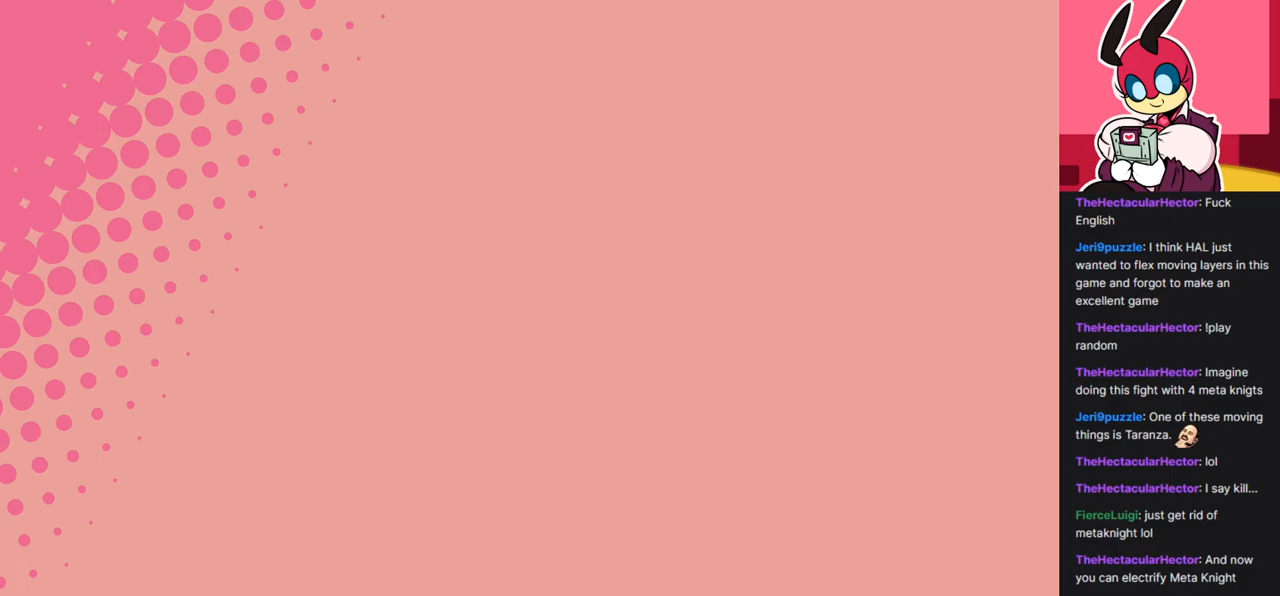 TheHectacularHector: Fuck
English
Jeri9puzzle: I think HAL just
wanted to flex moving layers in this
game and forgot to make an
excellent game
TheHectacularHector: !play
random
TheHectacularHector: Imagine
doing this fight with 4 meta knigts
Jeri9puzzle: One of these moving
things is Taranza.
TheHectacularHector: lol
TheHectacularHector: I say kill...
FierceLuigi: just get rid of
metaknight lol
TheHectacularHector: And now
you can electrify Meta Knight